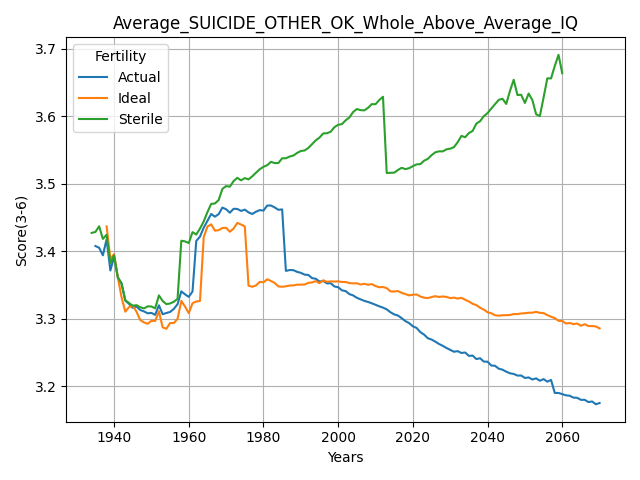 Average_SUICIDE_OTHER_OK_Whole_Above_Average_IQ
Fertility
Actual
Ideal
Sterile
Score(3-6)
3.7
3.6
3.5
3.4
3.3
3.2
1940 1960 1980 2000 2020 2040 2060
Years